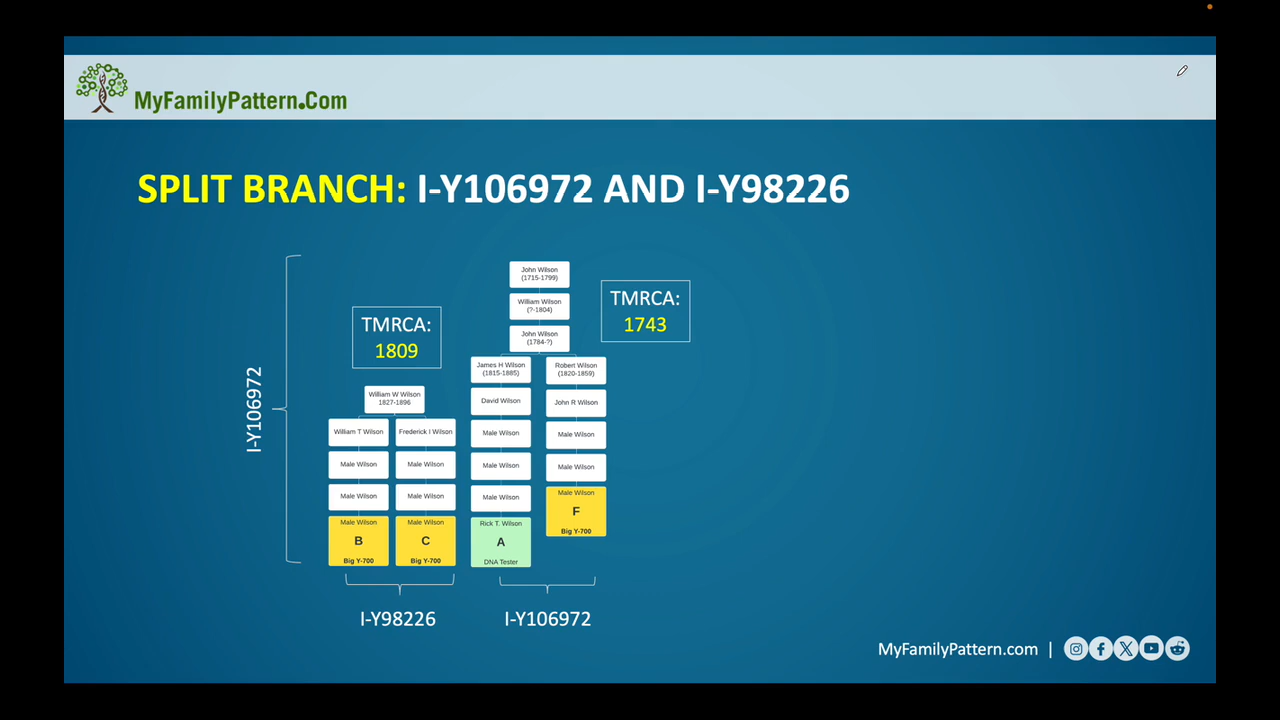 MyFamilyPattern.Com
SPLIT BRANCH: I-Y106972 AND I-Y98226
I-Y106972
TMRCA:
1809
William W Wilson
1827-1896
William T Wilson
Frederick I Wilson
Male Wilson
Male Wilson
Male Wilson
Male Wilson
Male Wilson
B
Big Y-700
Male Wilson
C
Big Y-700
I-Y98226
John Wilson
(1715-1799)
William Wilson
(?-1804)
John Wilson
(1784-?)
TMRCA:
1743
James H Wilson
(1815-1885)
Robert Wilson
(1820-1859)
David Wilson
John R Wilson
Male Wilson
Male Wilson
Male Wilson
Male Wilson
Male Wilson
Rick T. Wilson
A
DNA Tester
Male Wilson
F
Big Y-700
I-Y106972
MyFamilyPattern.com |